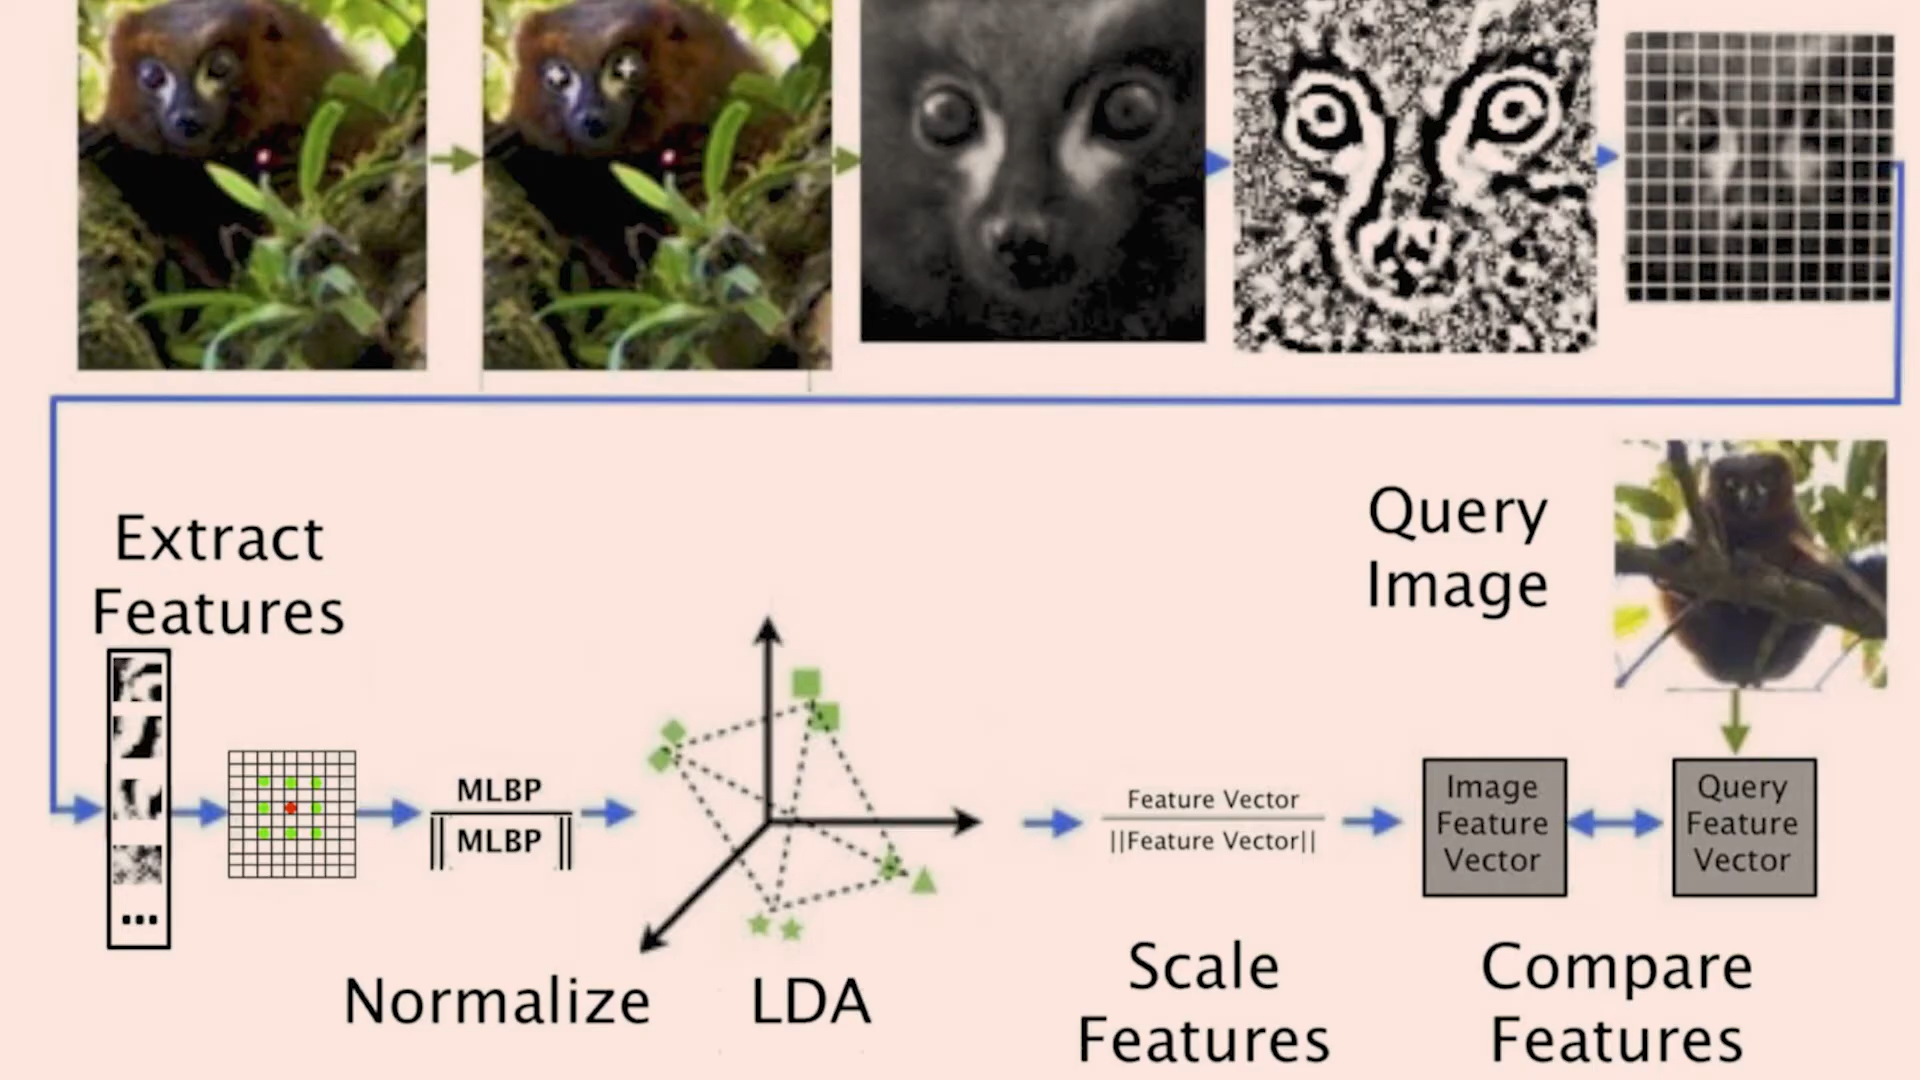 Extract
Features
Query
Image
MLBP
|| MLBP ||
Feature Vector
||Feature Vector||
Image
Feature
Vector
Query
Feature
Vector
...
Normalize
LDA
Scale
Features
Compare
Features